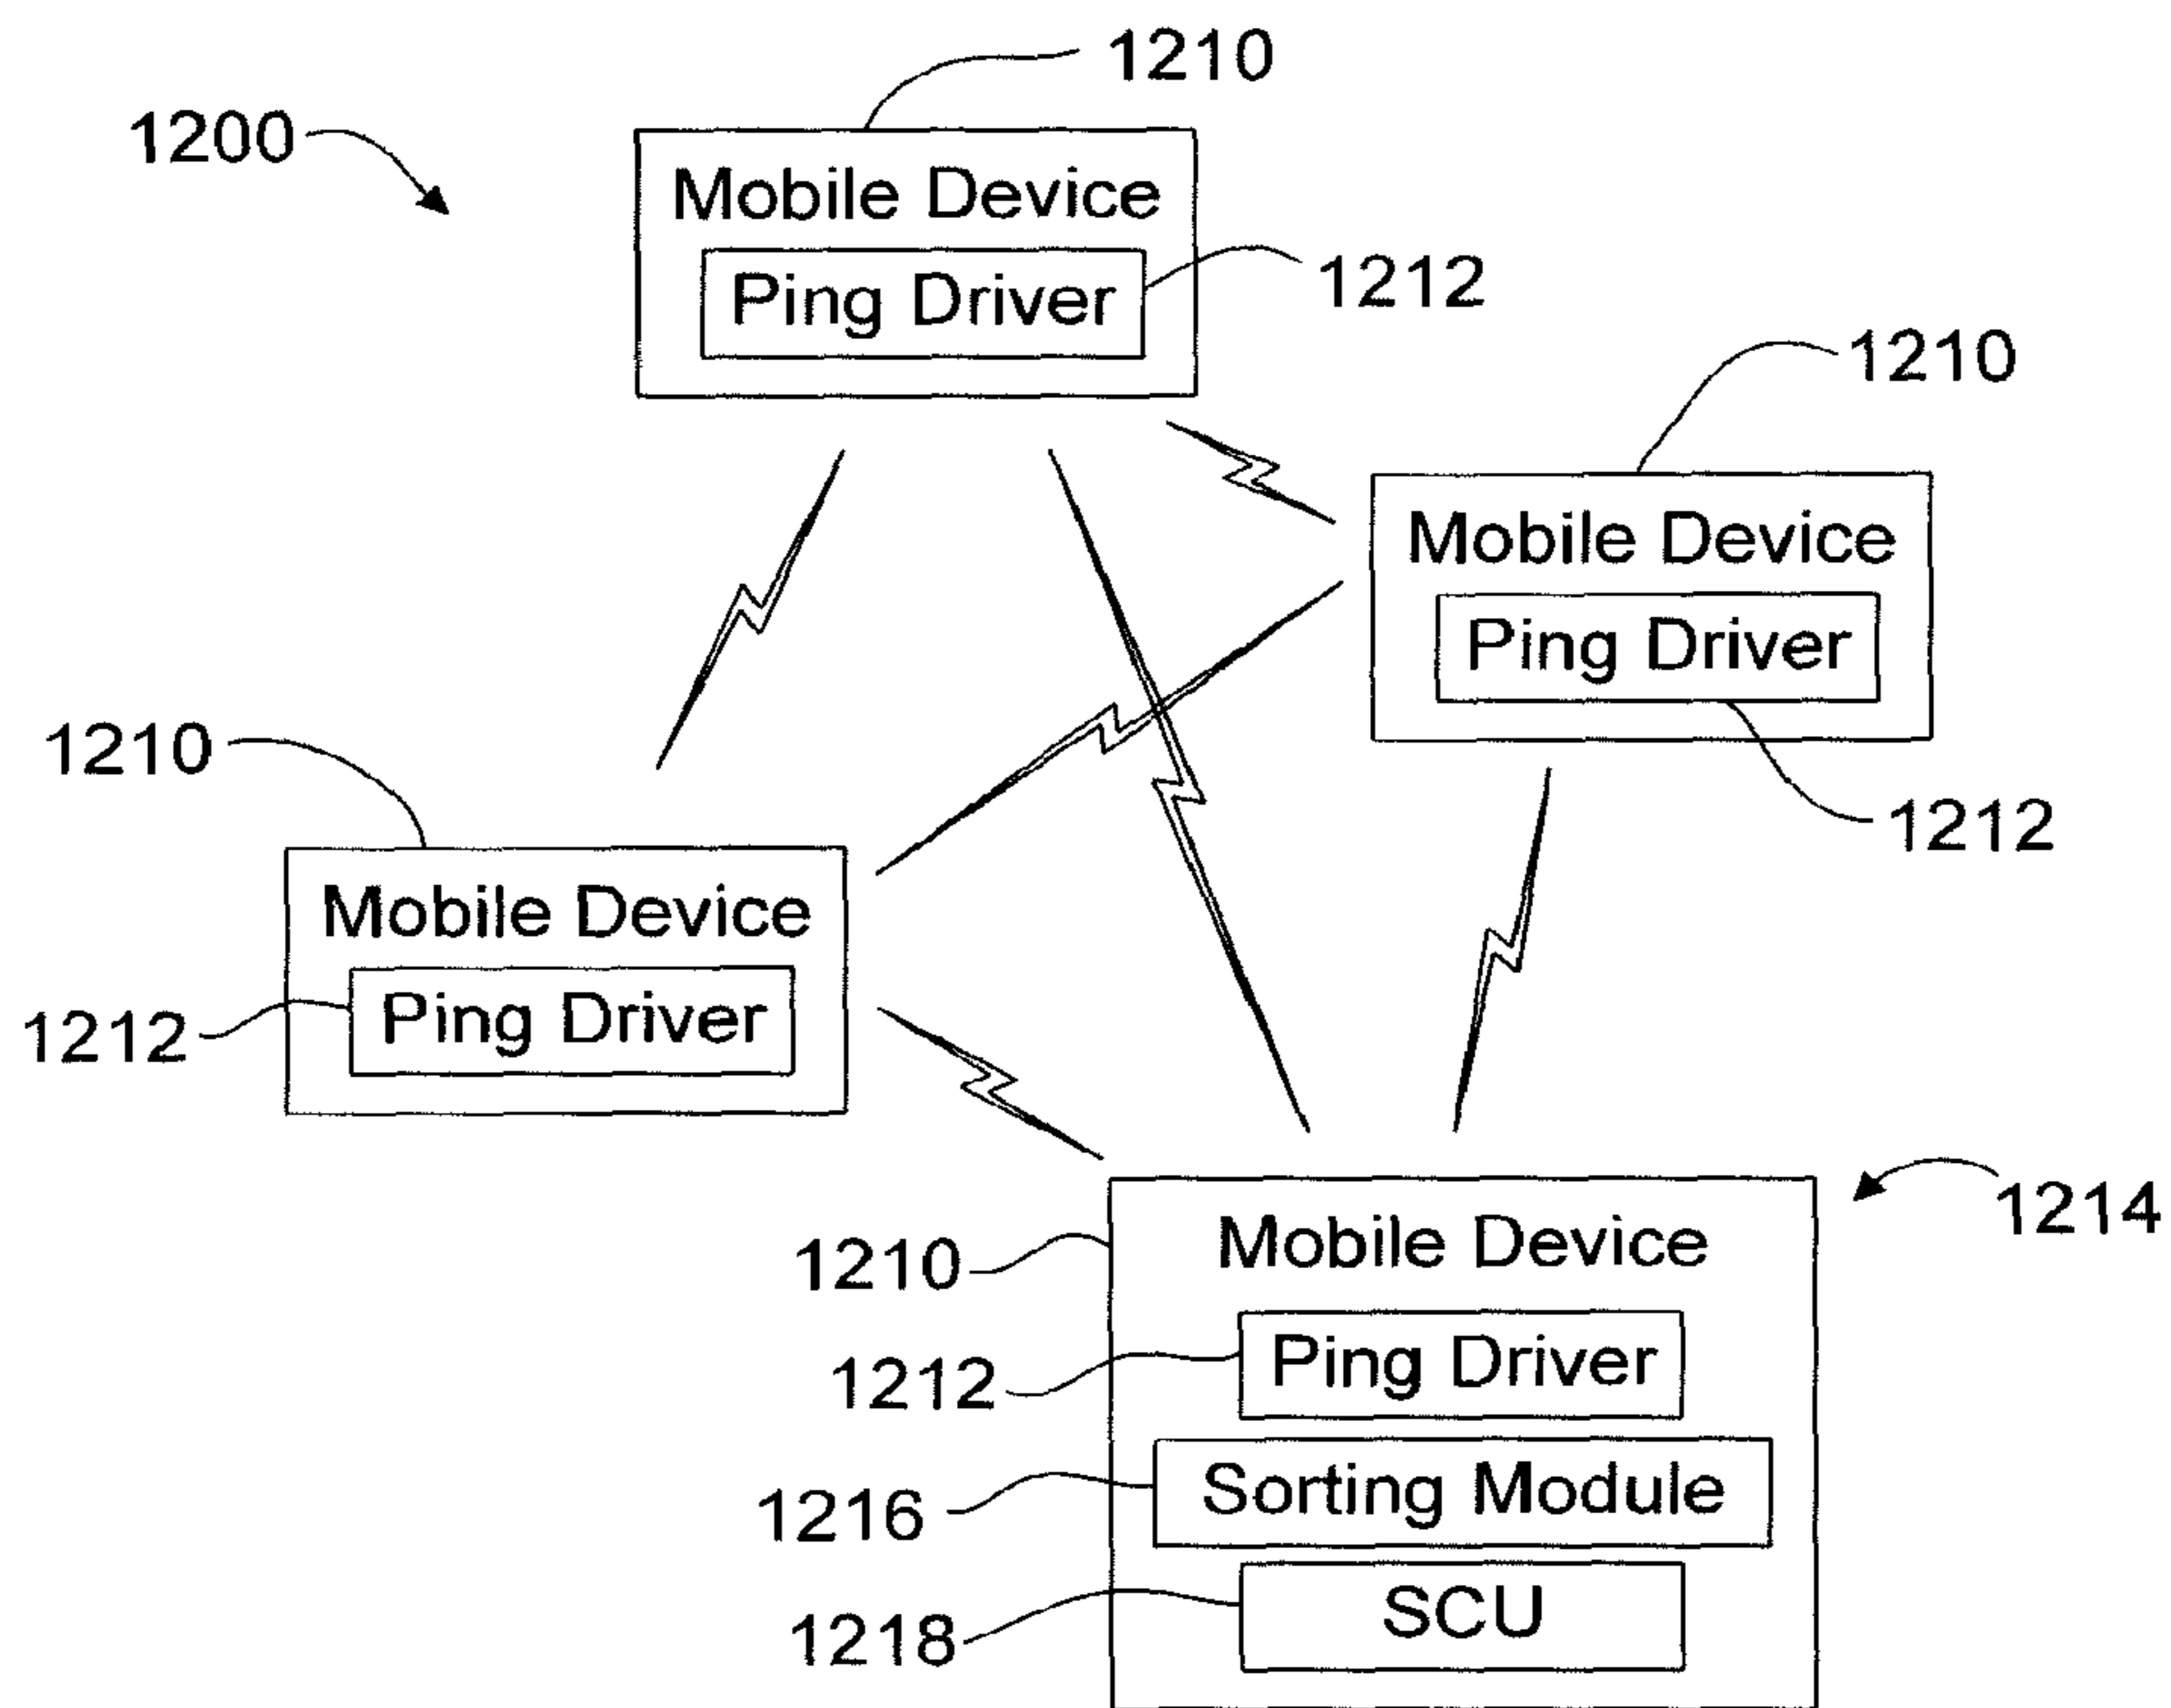 1210
1200
Mobile Device
Ping Driver
1212
1210
Mobile Device
Ping Driver
1212
1210
Mobile Device
Ping Driver
1212
1214
1210
Mobile Device
1212
Ping Driver
1216
Sorting Module
1218
SCU